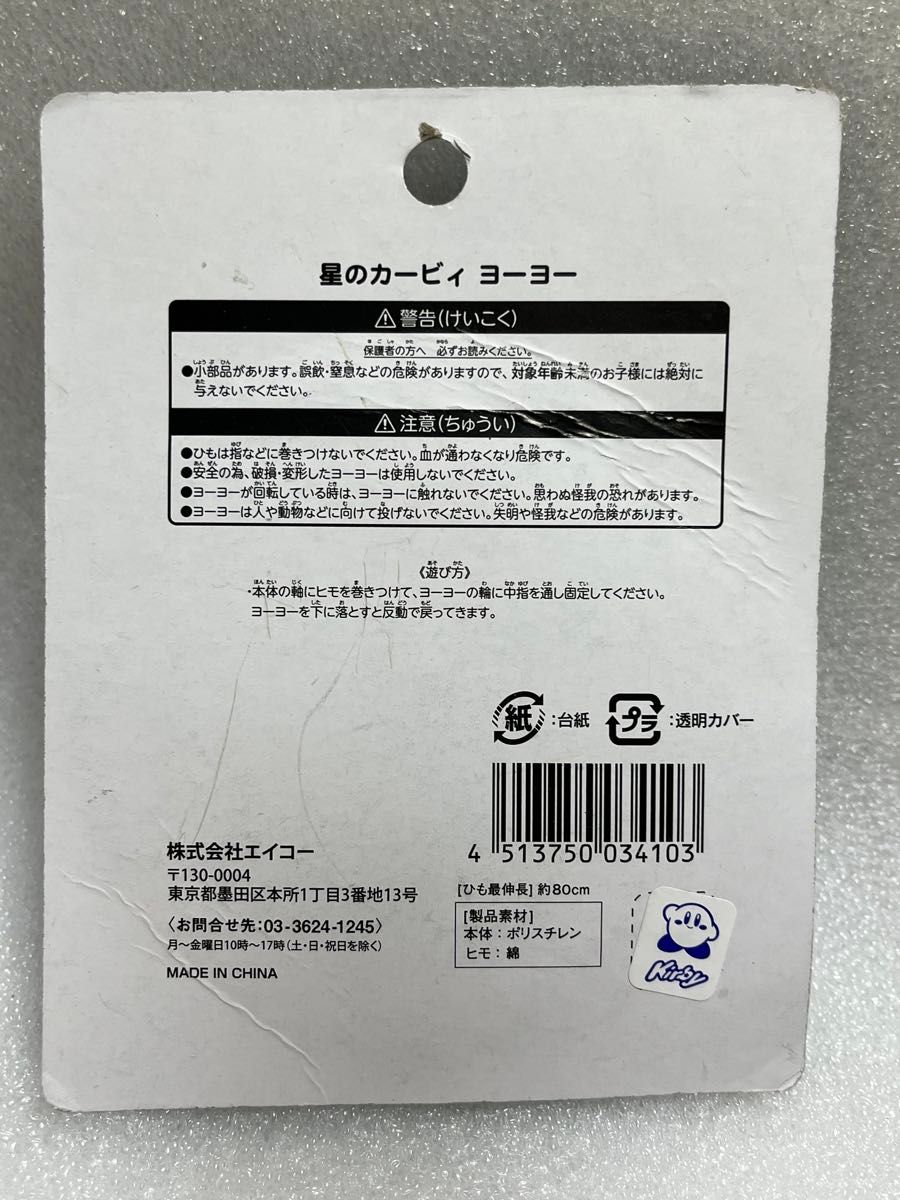 星のカービィ ヨーヨー
⚠警告(けいこく)
保護者の方へ 必ずお読みください。
●小部品があります。誤飲・窒息などの危険がありますので、対象年齢未満のお子様には絶対に
与えないでください。
⚠注意(ちゅうい)
●ひもは指などに巻きつけないでください。血が通わなくなり危険です。
●安全の為、破損・変形したヨーヨーは使用しないでください。
●ヨーヨーが回転している時は、ヨーヨーに触れないでください。思わぬ怪我の恐れがあります。
●ヨーヨーは人や動物などに向けて投げないでください。失明や怪我などの危険があります。
《遊び方》
・本体の軸にヒモを巻きつけて、ヨーヨーの輪に中指を通し固定してください。
ヨーヨーを下に落とすと反動で戻ってきます。
紙:台紙 プラ:透明カバー
4 513750 034103
株式会社エイコー
〒130-0004
東京都墨田区本所1丁目3番地13号
〈お問合せ先:03-3624-1245〉
月〜金曜日10時〜17時(土・日・祝日を除く)
MADE IN CHINA
[ひも最伸長] 約80cm
[製品素材]
本体:ポリスチレン
ヒモ:綿
Kirby